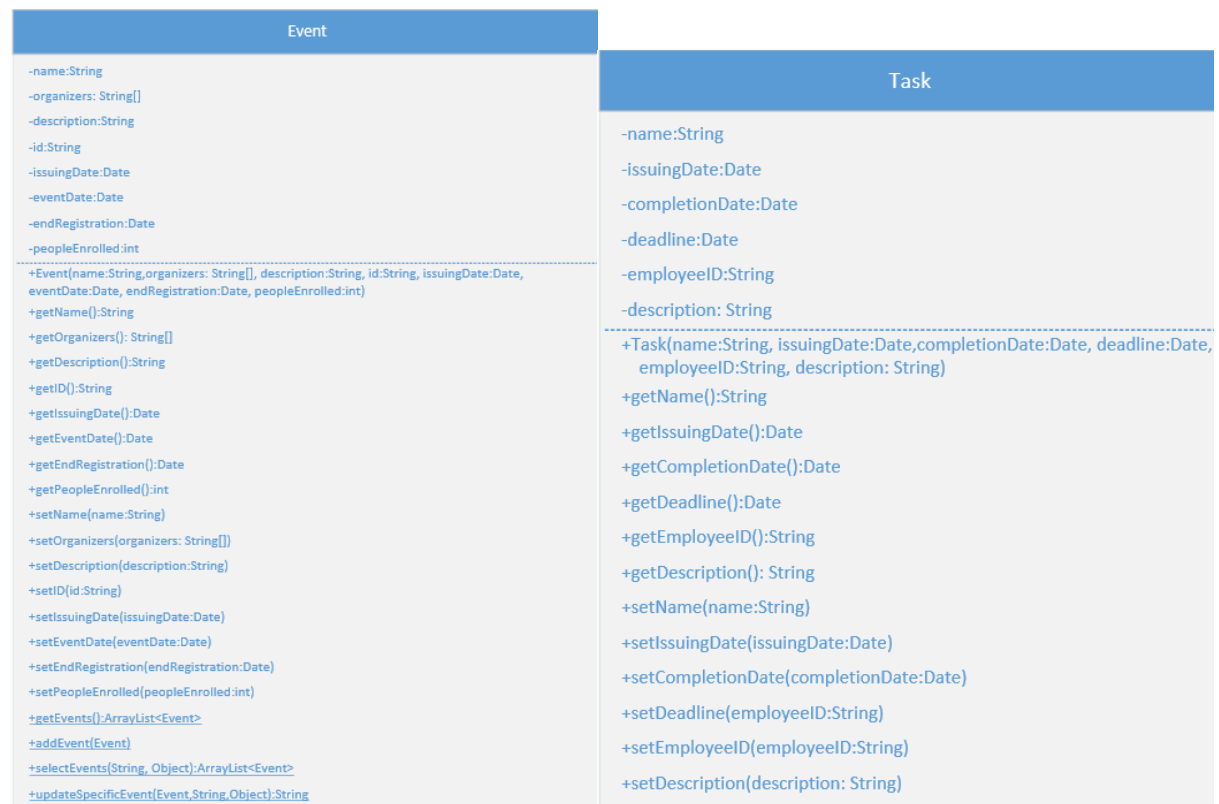 Event
-name:String
-organizers: String[]
-description:String
-id:String
-issuingDate:Date
-eventDate:Date
-endRegistration:Date
-peopleEnrolled:int
+Event(name:String,organizers: String[], description:String, id:String, issuingDate:Date,
eventDate:Date, endRegistration:Date, peopleEnrolled:int)
+getName():String
+getOrganizers(): String[]
+getDescription():String
+getID():String
+getIssuingDate():Date
+getEventDate():Date
+getEndRegistration():Date
+getPeopleEnrolled():int
+setName(name:String)
+setOrganizers(organizers: String[])
+setDescription(description:String)
+setID(id:String)
+setIssuingDate(issuingDate:Date)
+setEventDate(eventDate:Date)
+setEndRegistration(endRegistration:Date)
+setPeopleEnrolled(peopleEnrolled:int)
+getEvents():ArrayList<Event>
+addEvent(Event)
+selectEvents(String, Object):ArrayList<Event>
+updateSpecificEvent(Event,String,Object):String
Task
-name:String
-issuingDate:Date
-completionDate:Date
-deadline:Date
-employeeID:String
-description: String
+Task(name:String, issuingDate:Date,completionDate:Date, deadline:Date,
employeeID:String, description: String)
+getName():String
+getIssuingDate():Date
+getCompletionDate():Date
+getDeadline():Date
+getEmployeeID():String
+getDescription(): String
+setName(name:String)
+setIssuingDate(issuingDate:Date)
+setCompletionDate(completionDate:Date)
+setDeadline(employeeID:String)
+setEmployeeID(employeeID:String)
+setDescription(description: String)